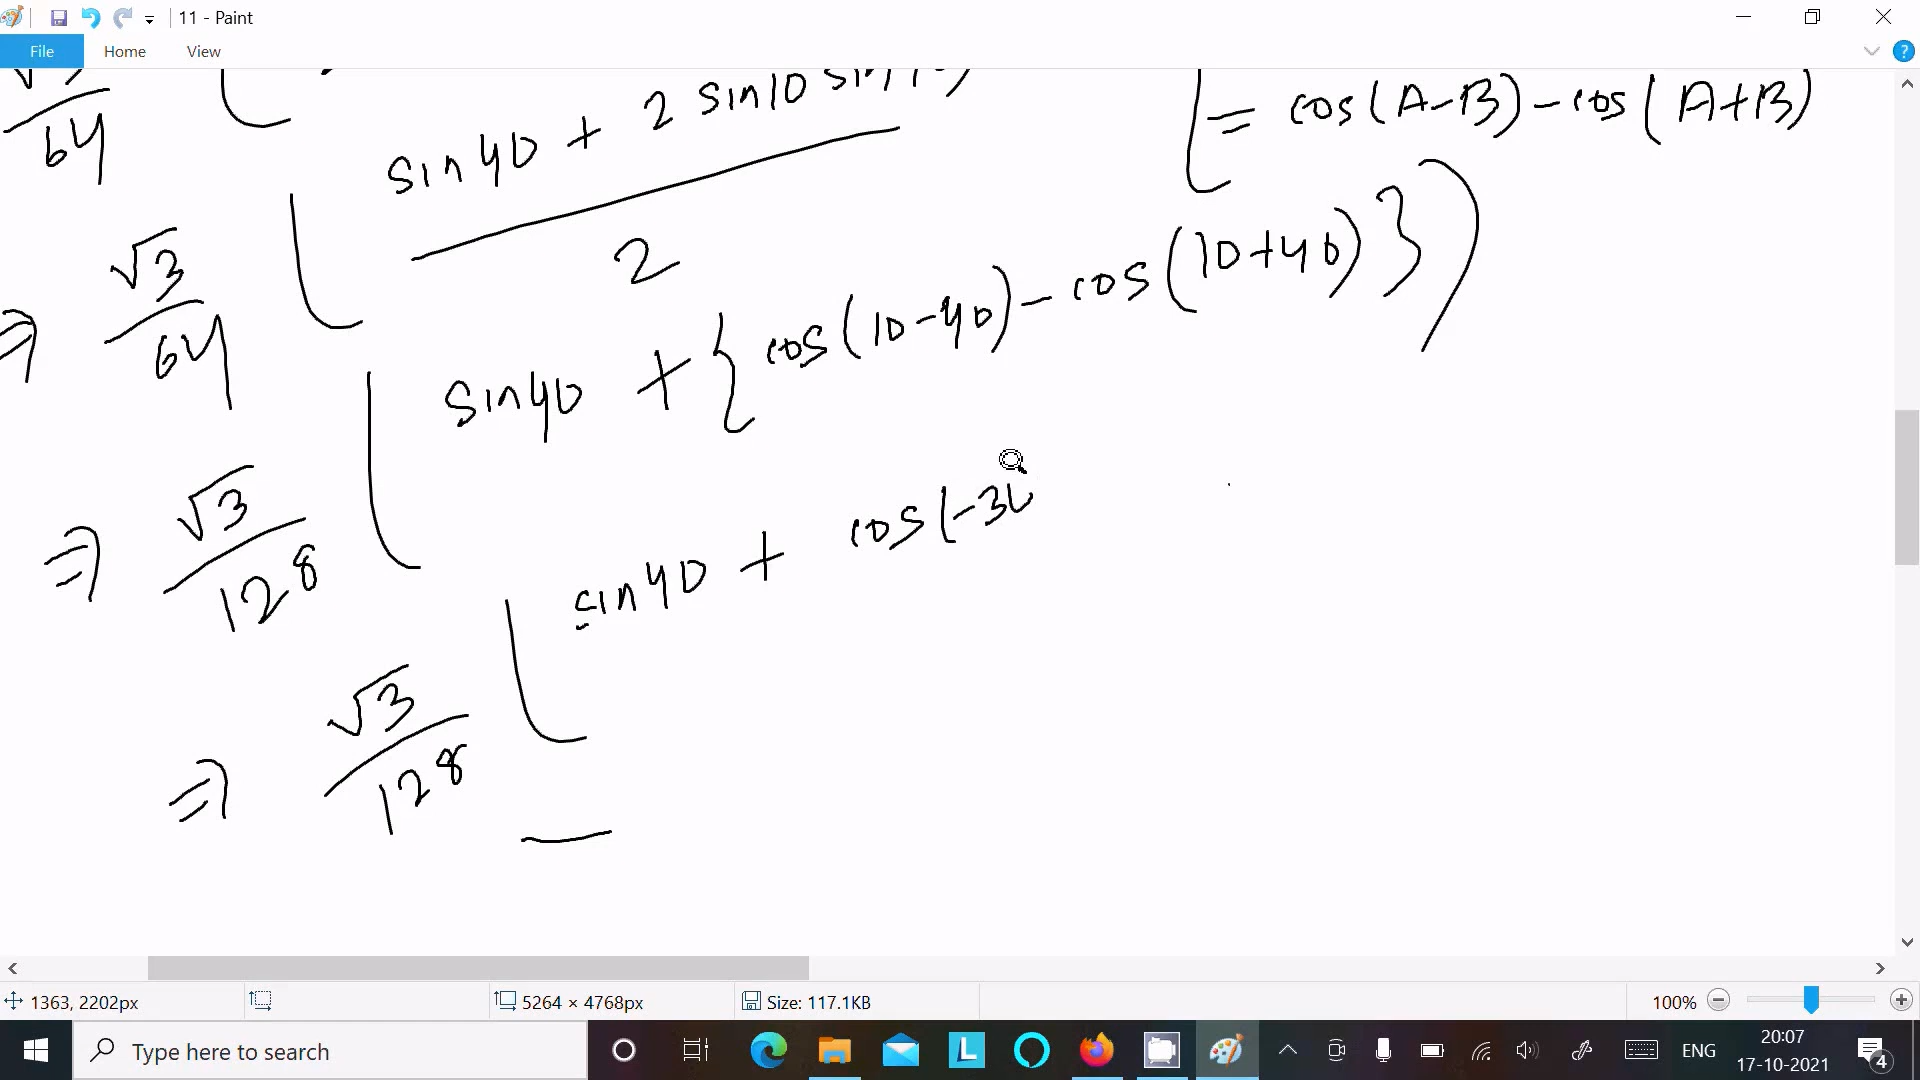 11 - Paint
File Home View
√3/64
sin40 + 2 sin10
2
= cos(A-B) - cos(A+B)
⇒ √3/64 ( sin40 + { cos(10-40) - cos(10+40) } )
⇒ √3/128 ( sin40 + cos(-30
⇒ √3/128
1363, 2202px 5264 × 4768px Size: 117.1KB 100%
Type here to search
ENG
20:07
17-10-2021
4